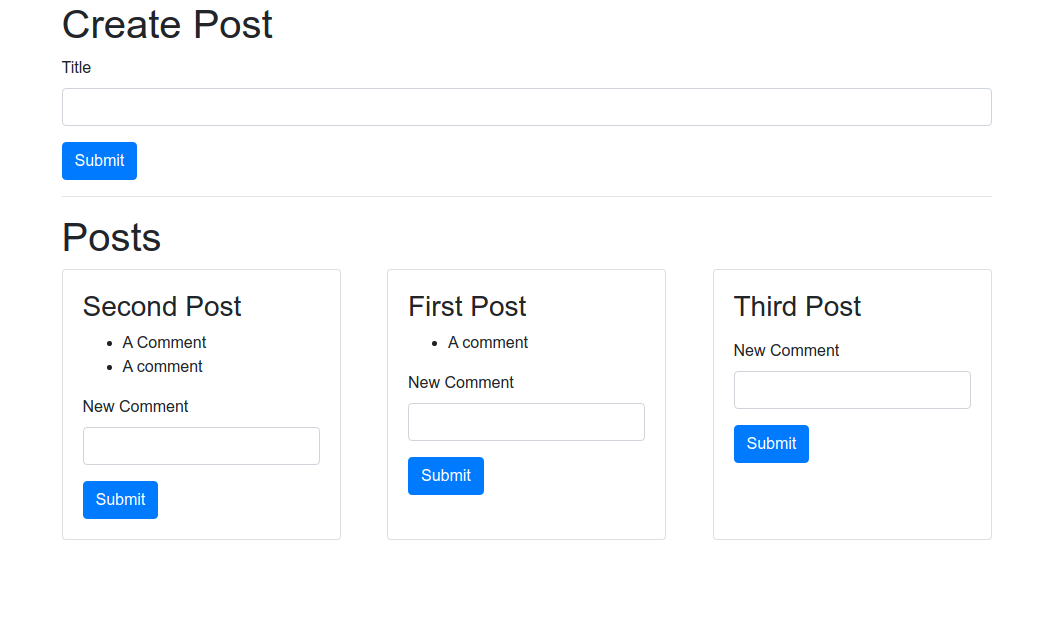 Create Post
Title
Submit
Posts
Second Post
A Comment
A comment
New Comment
Submit
First Post
A comment
New Comment
Submit
Third Post
New Comment
Submit